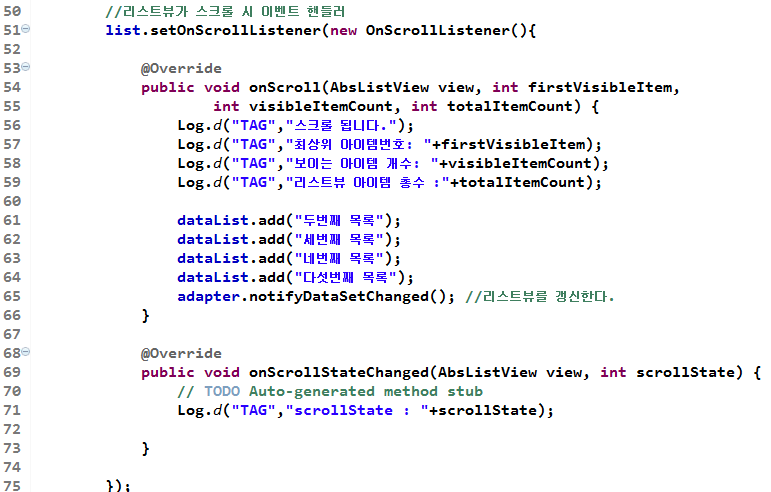 50 //리스트뷰가 스크롤 시 이벤트 헨들러
51 list.setOnScrollListener(new OnScrollListener(){
52
53 @Override
54 public void onScroll(AbsListView view, int firstVisibleItem,
55 int visibleItemCount, int totalItemCount) {
56 Log.d("TAG","스크롤 됩니다.");
57 Log.d("TAG","최상위 아이템번호: "+firstVisibleItem);
58 Log.d("TAG","보이는 아이템 개수: "+visibleItemCount);
59 Log.d("TAG","리스트뷰 아이템 총수 :"+totalItemCount);
60
61 dataList.add("두번째 목록");
62 dataList.add("세번째 목록");
63 dataList.add("네번째 목록");
64 dataList.add("다섯번째 목록");
65 adapter.notifyDataSetChanged(); //리스트뷰를 갱신한다.
66 }
67
68 @Override
69 public void onScrollStateChanged(AbsListView view, int scrollState) {
70 // TODO Auto-generated method stub
71 Log.d("TAG","scrollState : "+scrollState);
72
73 }
74
75 });